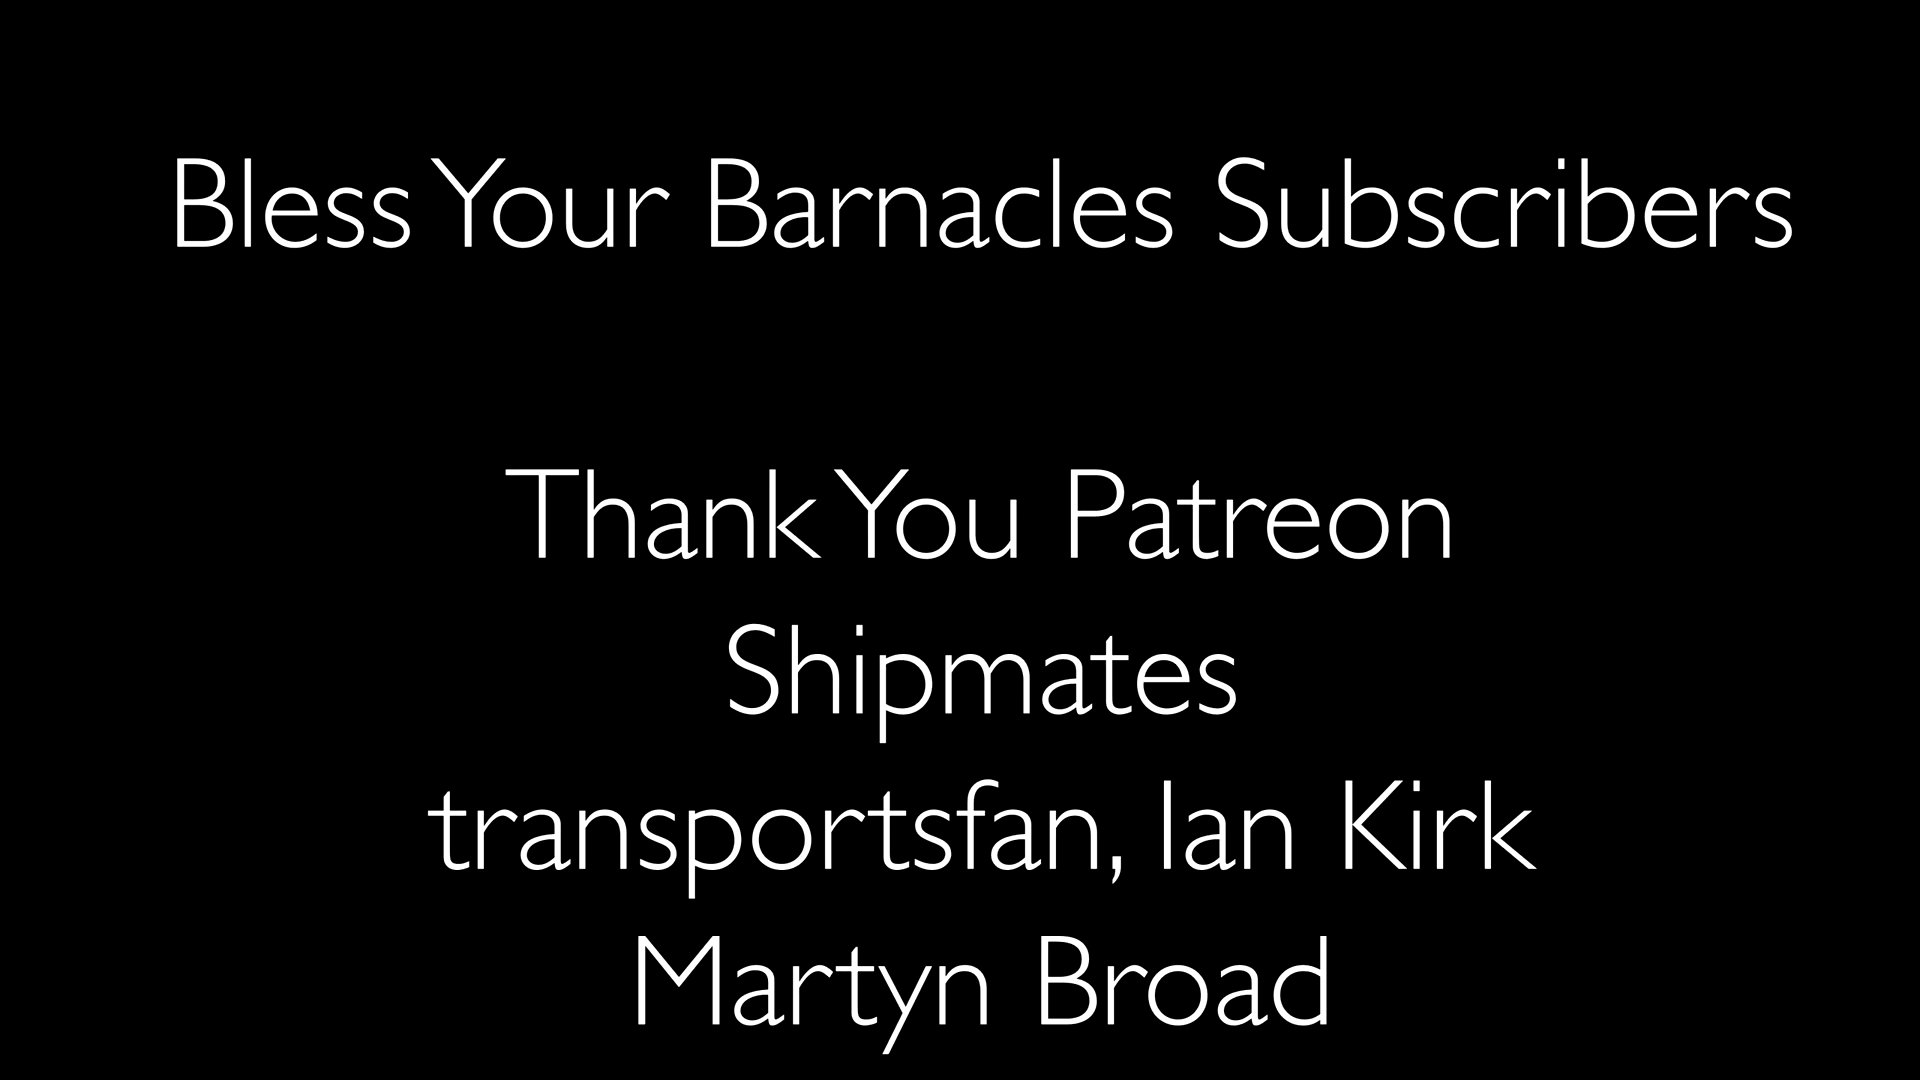 Bless Your Barnacles Subscribers
Thank You Patreon
Shipmates
transportsfan, Ian Kirk
Martyn Broad